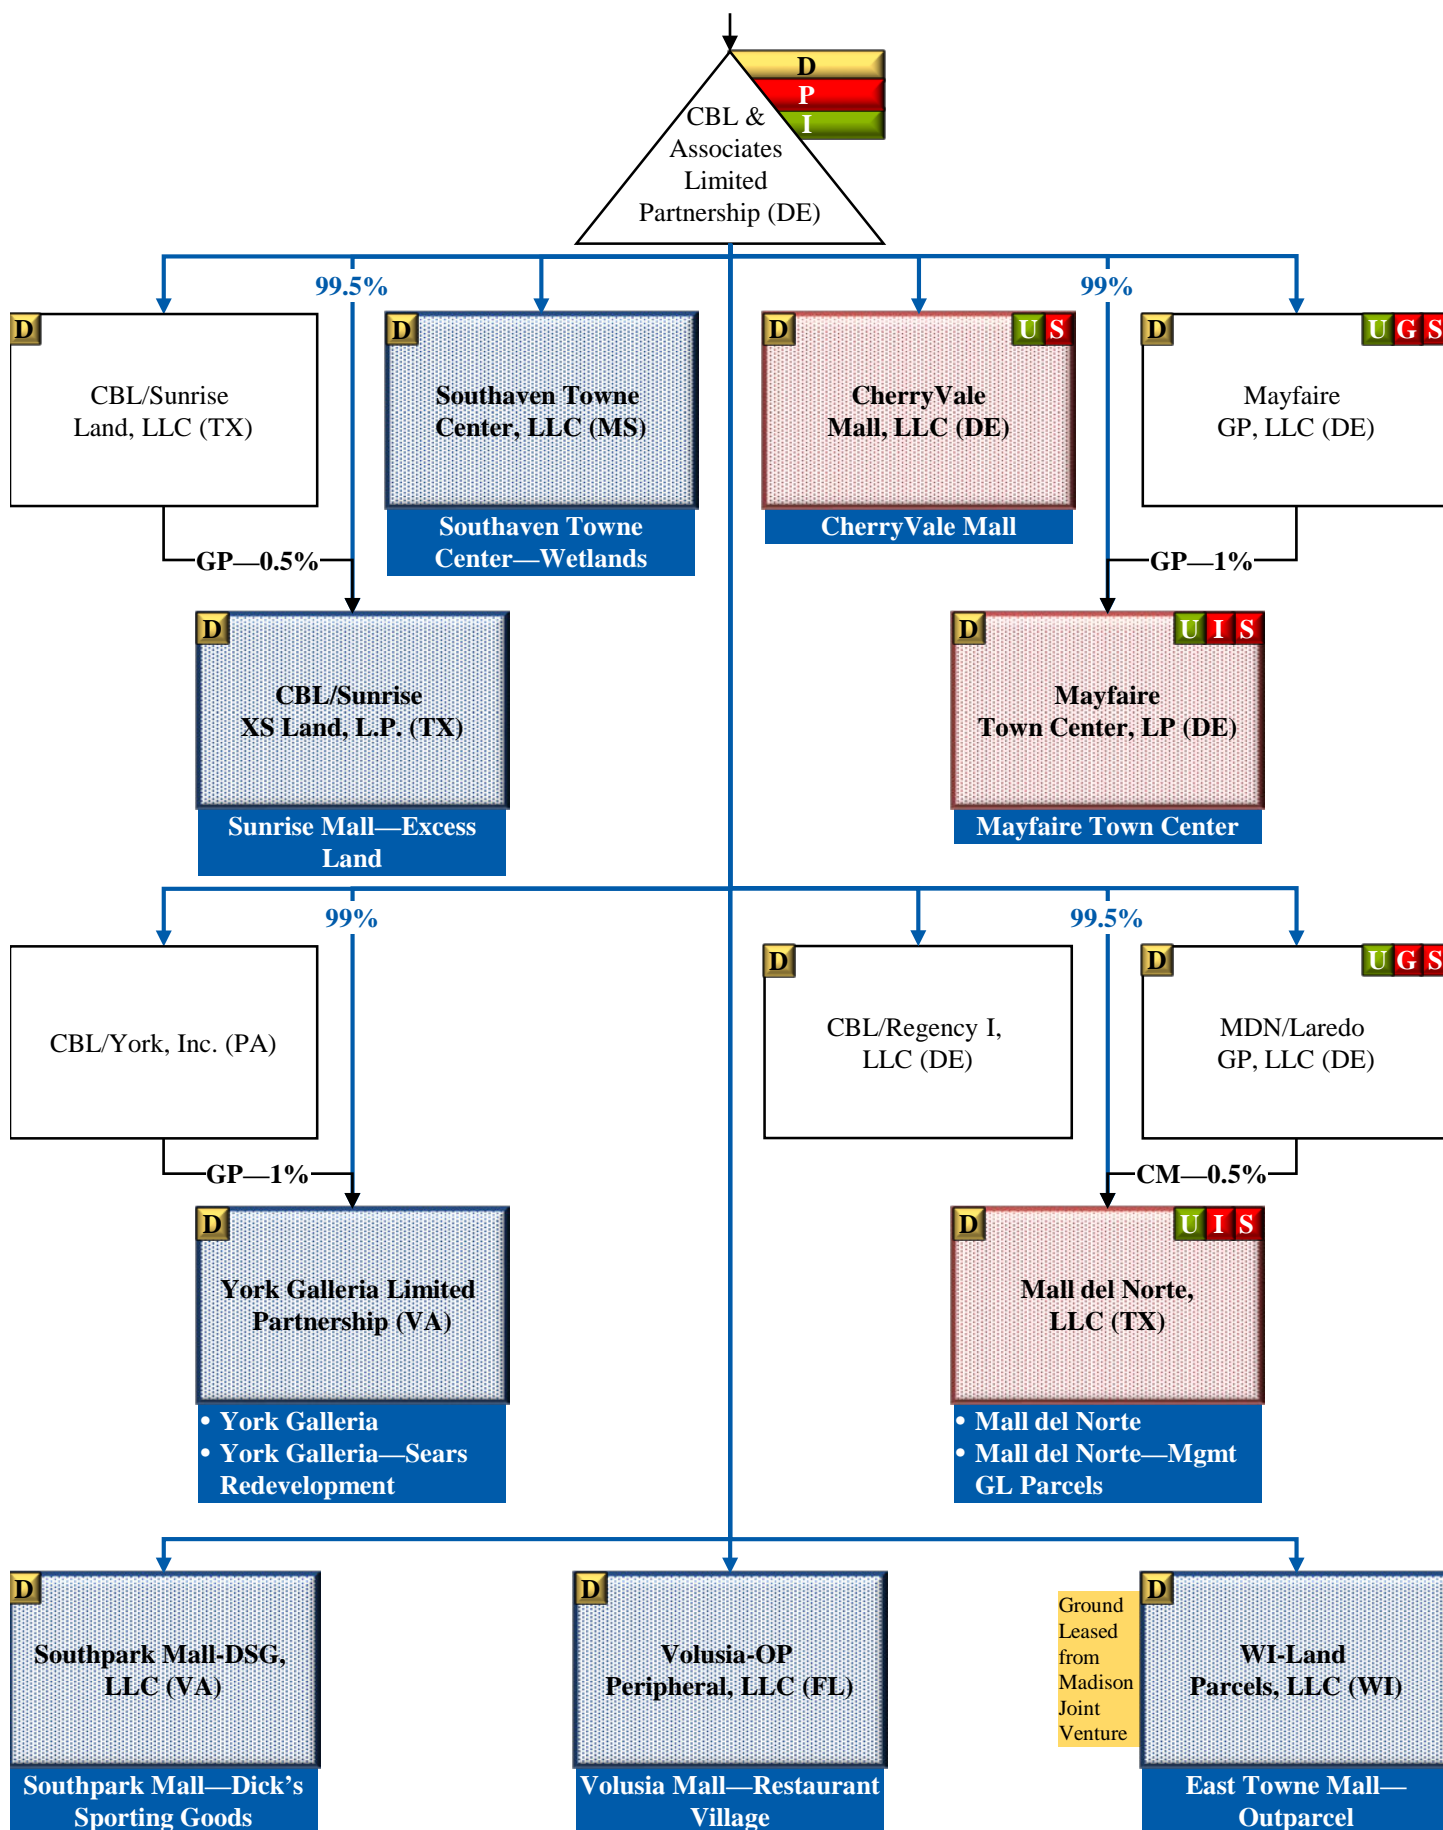 D
P
I
CBL &
Associates
Limited
Partnership (DE)
99.5%
99%
D
CBL/Sunrise
Land, LLC (TX)
D
Southaven Towne
Center, LLC (MS)
Southaven Towne
Center—Wetlands
D
U S
CherryVale
Mall, LLC (DE)
CherryVale Mall
D
U G S
Mayfaire
GP, LLC (DE)
GP—0.5%
GP—1%
D
CBL/Sunrise
XS Land, L.P. (TX)
Sunrise Mall—Excess
Land
D
U I S
Mayfaire
Town Center, LP (DE)
Mayfaire Town Center
99%
99.5%
CBL/York, Inc. (PA)
D
CBL/Regency I,
LLC (DE)
D
U G S
MDN/Laredo
GP, LLC (DE)
GP—1%
CM—0.5%
D
York Galleria Limited
Partnership (VA)
• York Galleria
• York Galleria—Sears
Redevelopment
D
U I S
Mall del Norte,
LLC (TX)
• Mall del Norte
• Mall del Norte—Mgmt
GL Parcels
D
Southpark Mall-DSG,
LLC (VA)
Southpark Mall—Dick's
Sporting Goods
D
Volusia-OP
Peripheral, LLC (FL)
Volusia Mall—Restaurant
Village
Ground
Leased
from
Madison
Joint
Venture
D
WI-Land
Parcels, LLC (WI)
East Towne Mall—
Outparcel